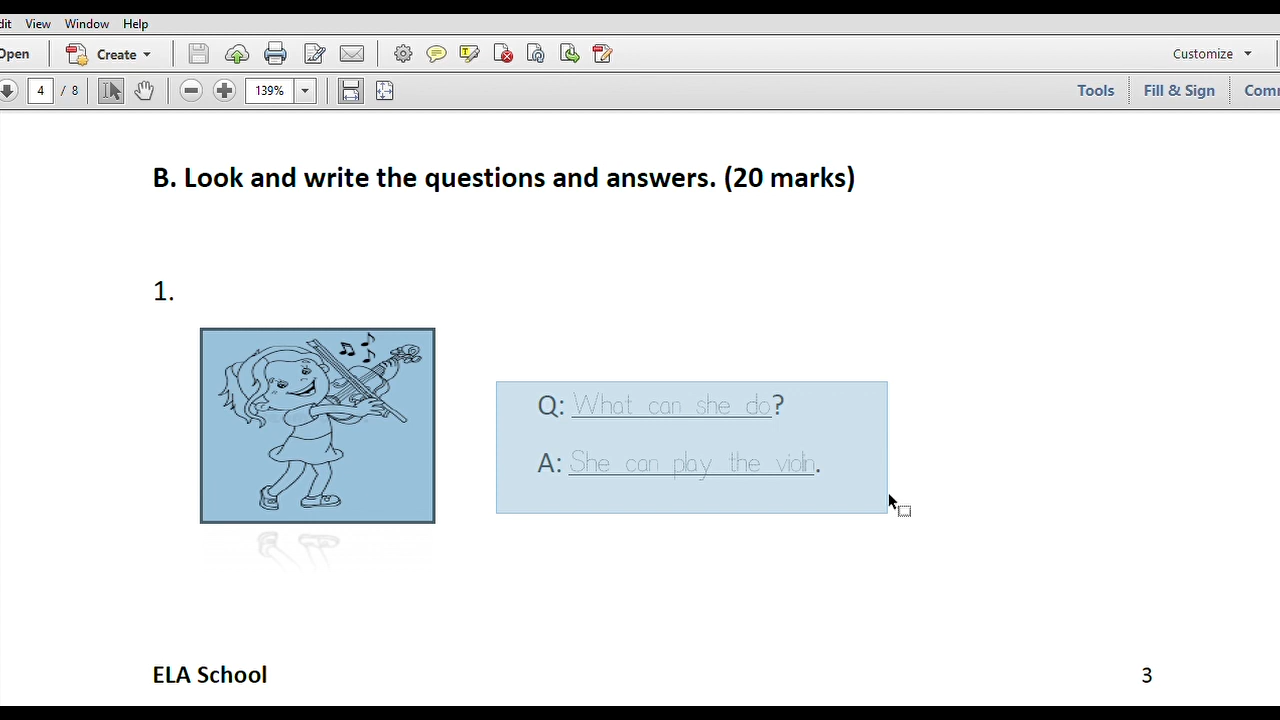 dit View Window Help
Open Create Customize
4 / 8 139% Tools Fill & Sign Com
B. Look and write the questions and answers. (20 marks)
1.
Q: What can she do?
A: She can play the violin.
ELA School 3